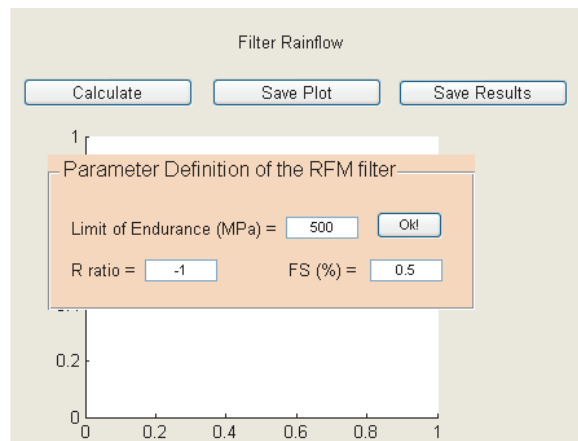 Filter Rainflow
Calculate Save Plot Save Results
1
Parameter Definition of the RFM filter
Limit of Endurance (MPa) = 500 Ok!
R ratio = -1 FS (%) = 0.5
0.2
0
0 0.2 0.4 0.6 0.8 1